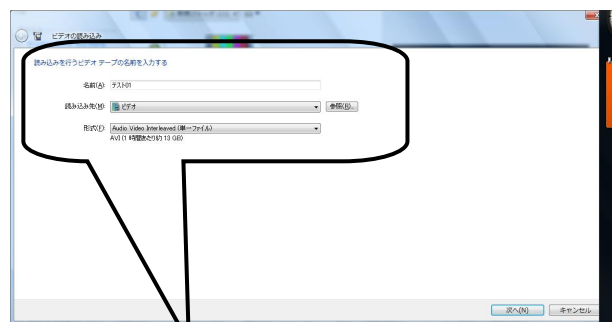 ビデオの読み込み
読み込みを行うビデオ テープの名前を入力する
名前(A): テスト01
読み込み先(M): ビデオ 参照(R)...
形式(F): Audio Video Interleaved (単一ファイル)
AVI (1 時間あたり約 13 GB)
次へ(N) キャンセル